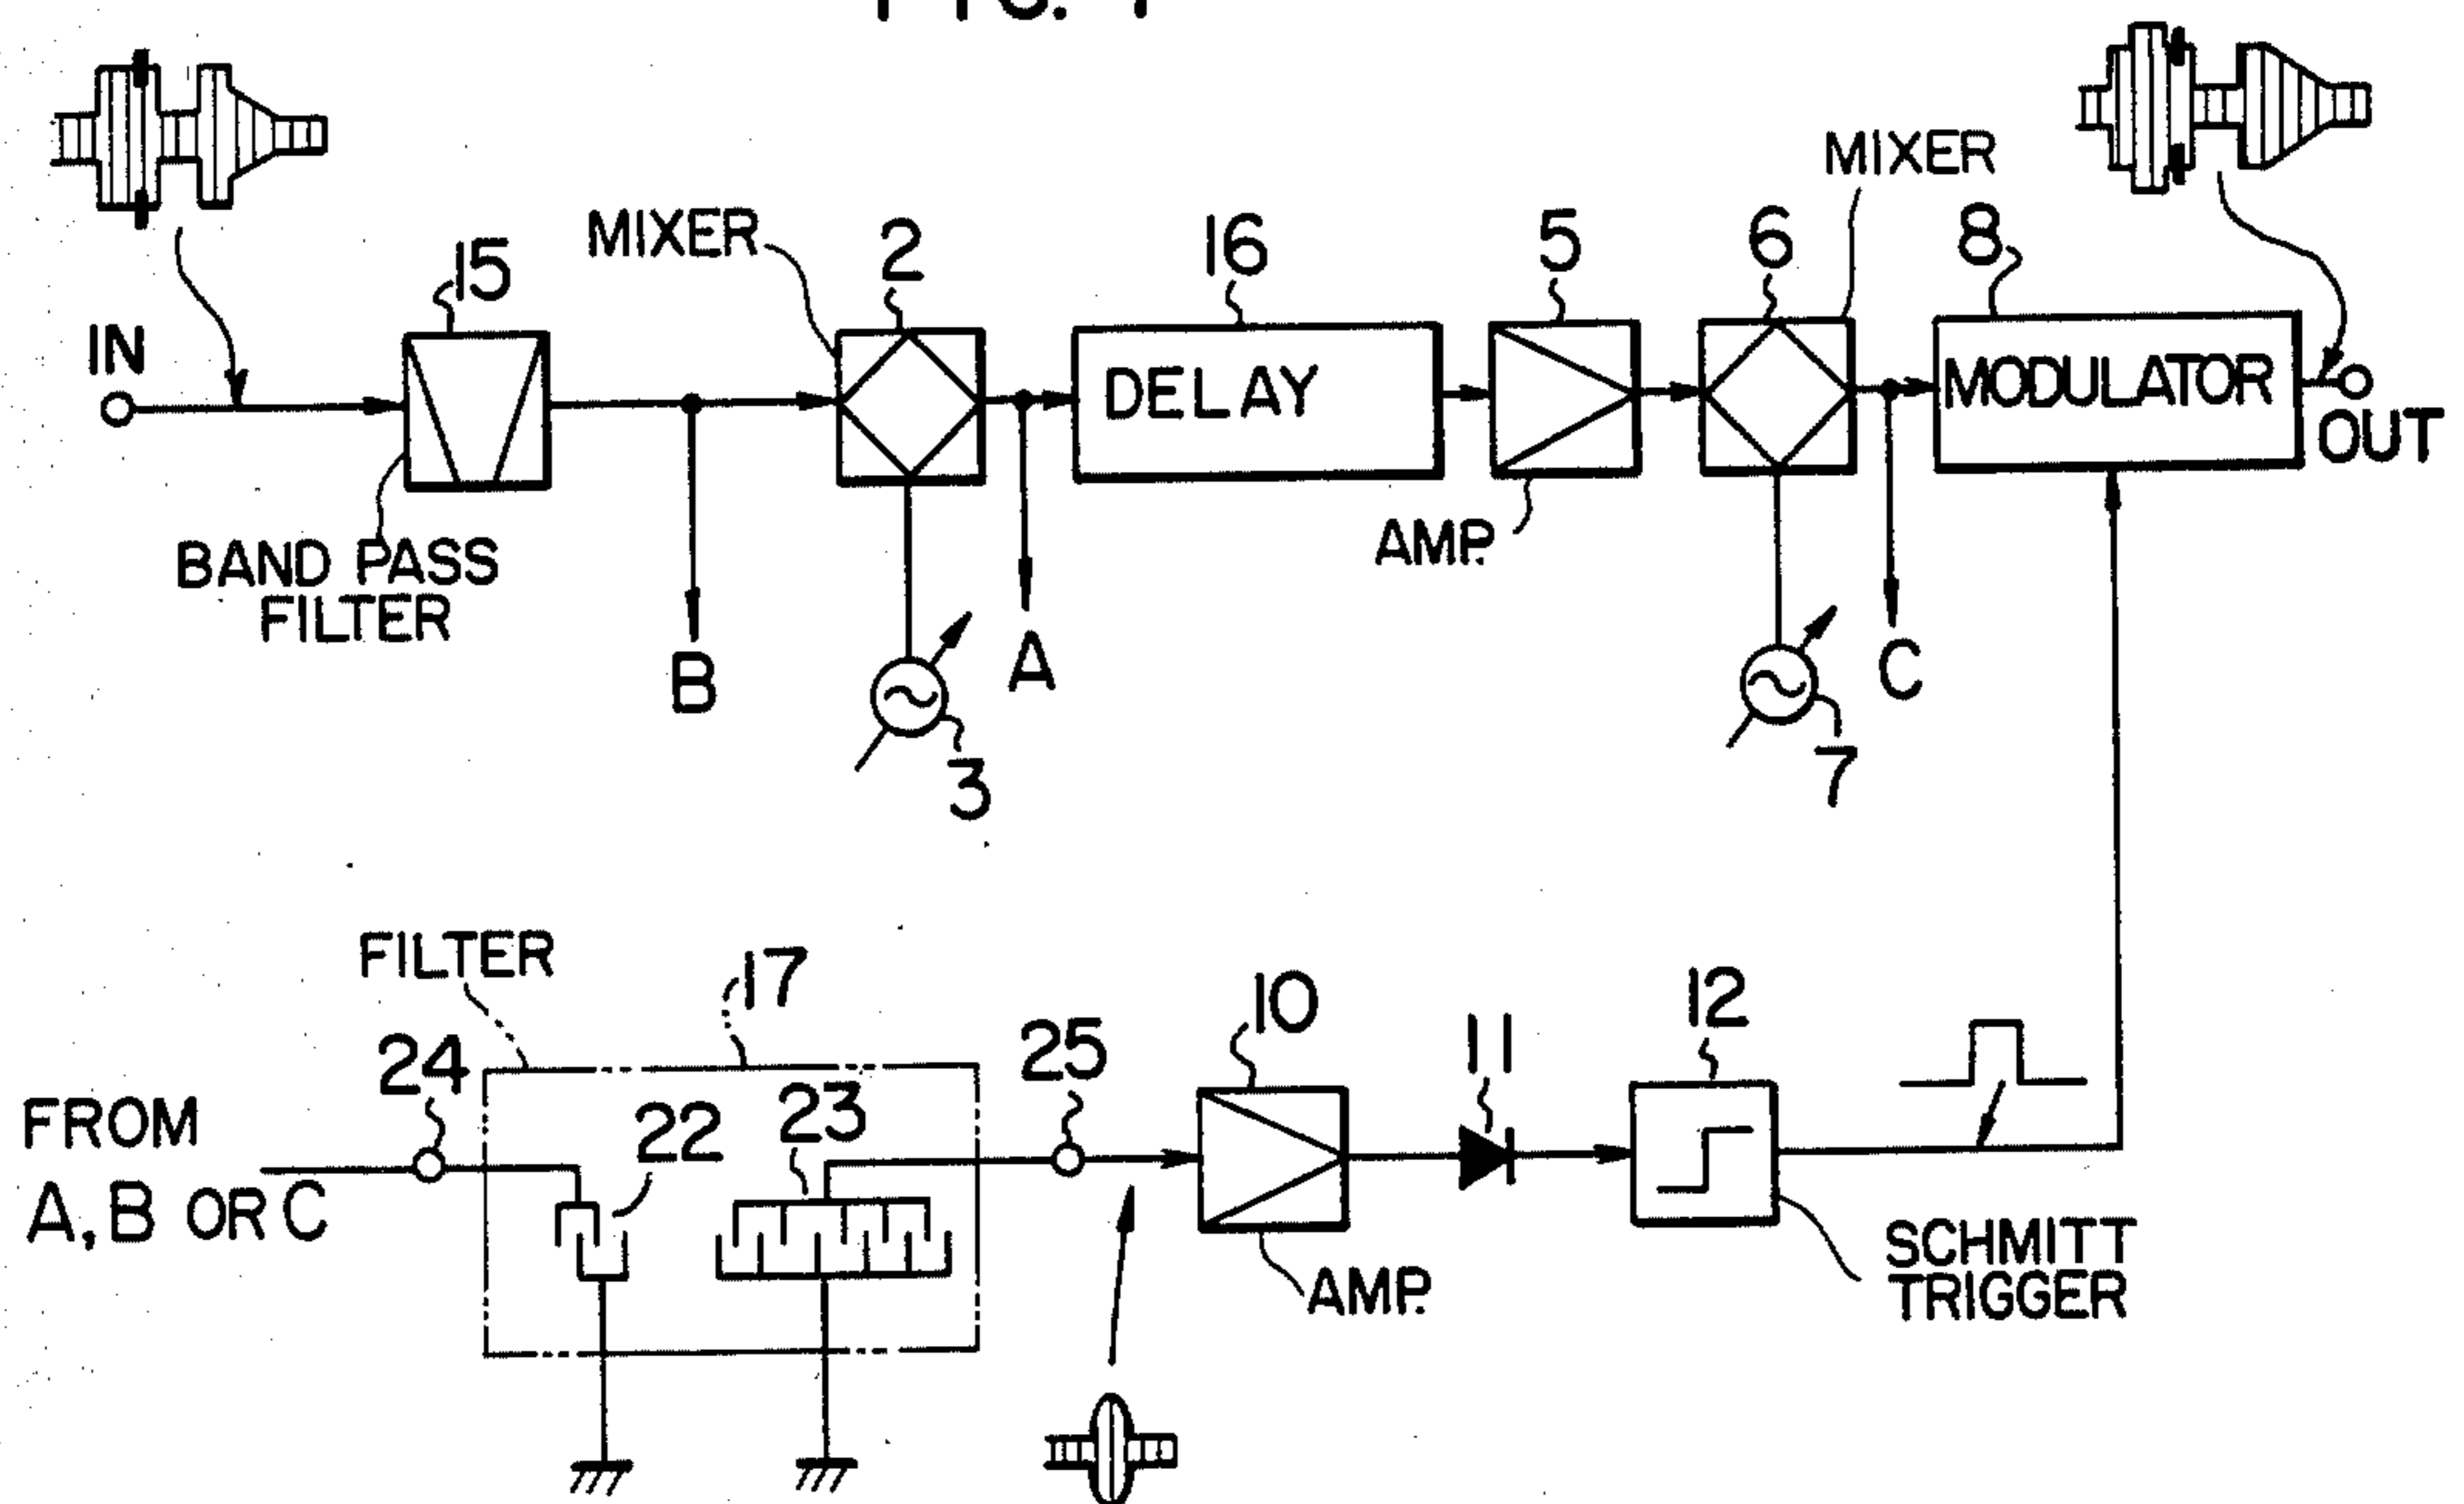 MIXER
MIXER
2
16
5
6
8
15
IN
DELAY
MODULATOR
OUT
BAND PASS
FILTER
AMP.
B
A
C
3
7
FILTER
17
24
25
10
11
12
22
23
FROM
A, B OR C
AMP.
SCHMITT
TRIGGER